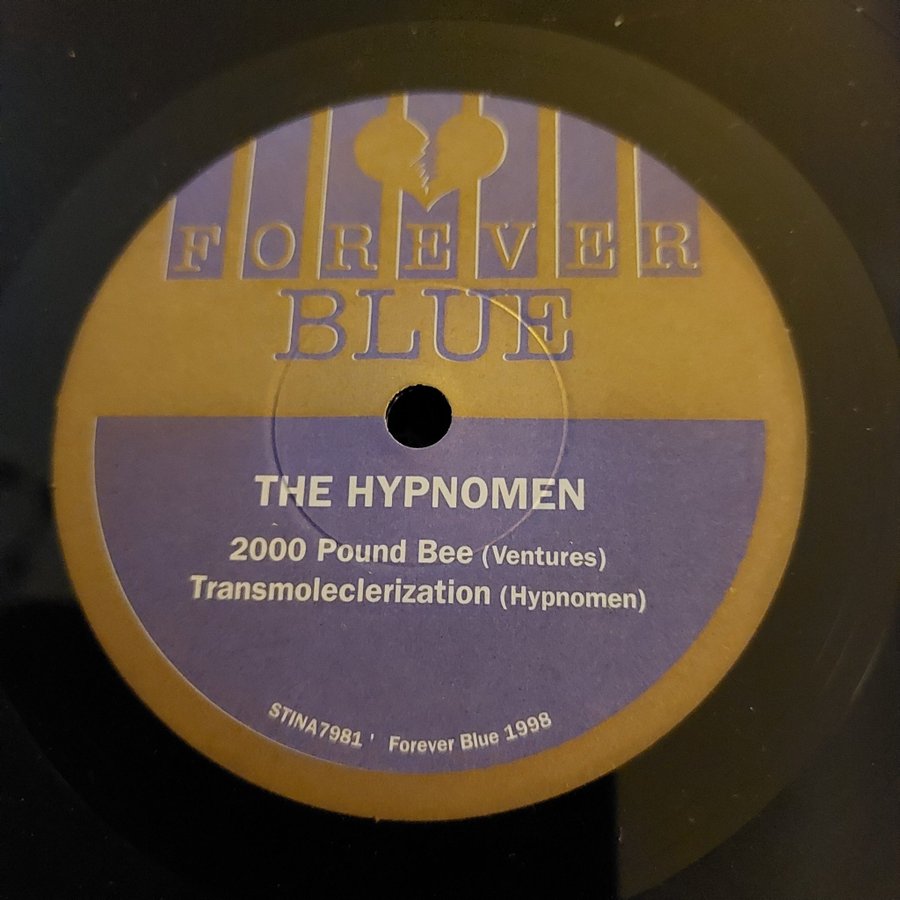 FOREVER
BLUE
THE HYPNOMEN
2000 Pound Bee (Ventures)
Transmoleclerization (Hypnomen)
STINA7981 ' Forever Blue 1998